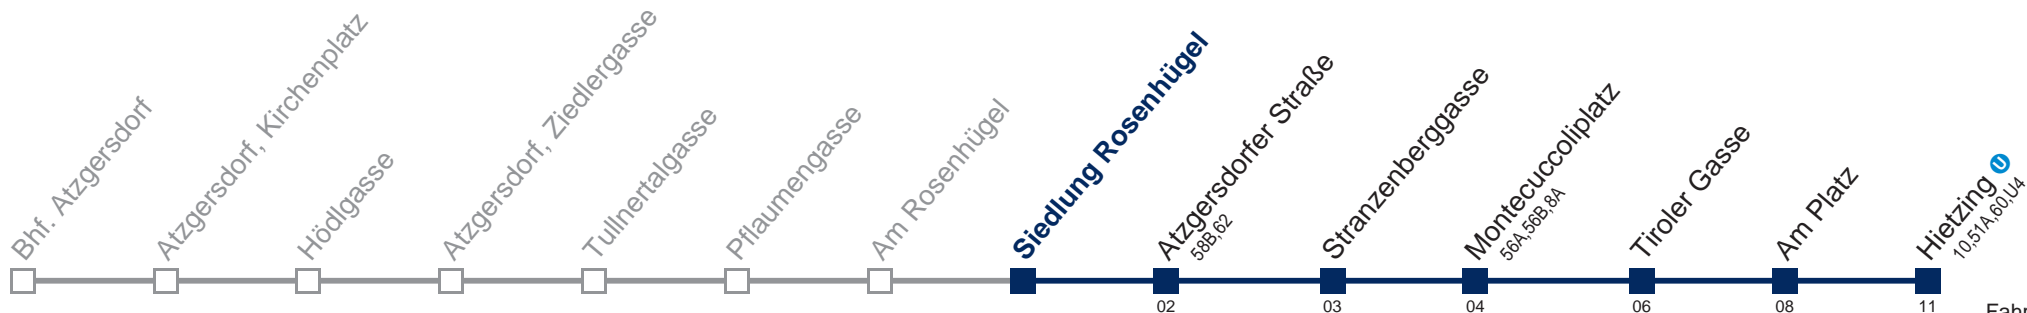 Bhf. Atzgersdorf
Atzgersdorf, Kirchenplatz
Hödlgasse
Atzgersdorf, Ziedlergasse
Tullnertalgasse
Pflaumengasse
Am Rosenhügel
Siedlung Rosenhügel
Atzgersdorfer Straße
58B,62
Stranzenberggasse
Montecuccoliplatz
56A,56B,8A
Tiroler Gasse
Am Platz
Hietzing U
10,51A,60,U4
02 03 04 06 08 11